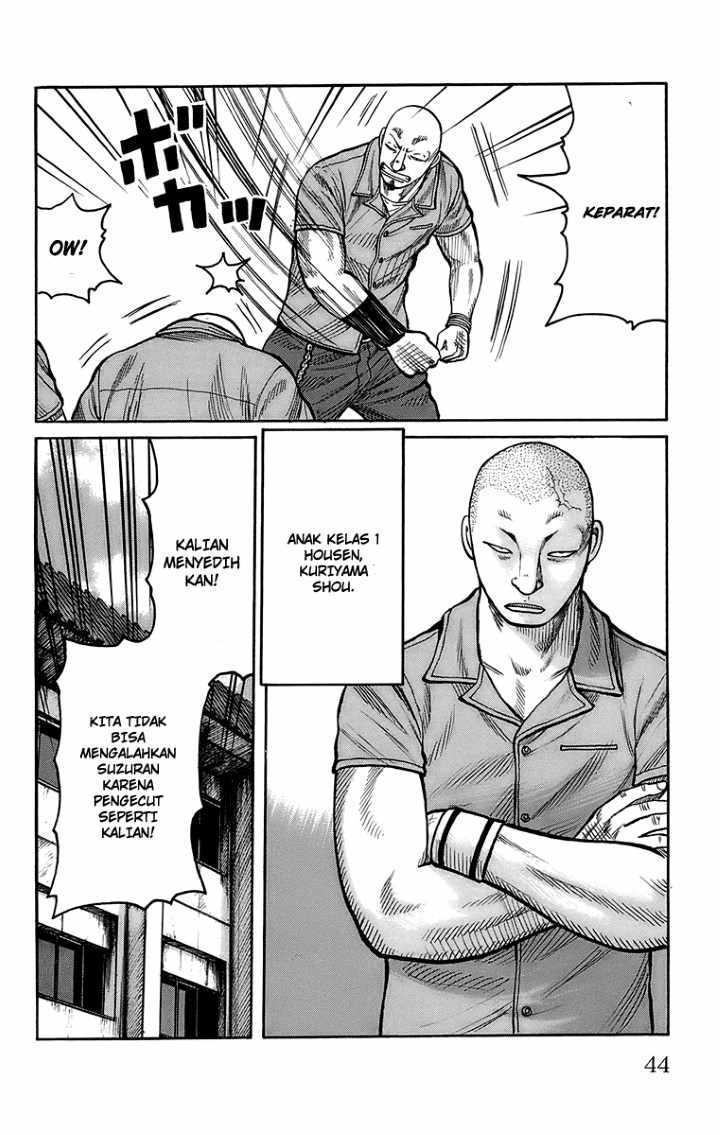 KEPARAT!
ボカッ
OW!
ANAK KELAS 1
HOUSEN,
KURIYAMA
SHOU.
KALIAN
MENYEDIH
KAN!
KITA TIDAK
BISA
MENGALAHKAN
SUZURAN
KARENA
PENGECUT
SEPERTI
KALIAN!
44